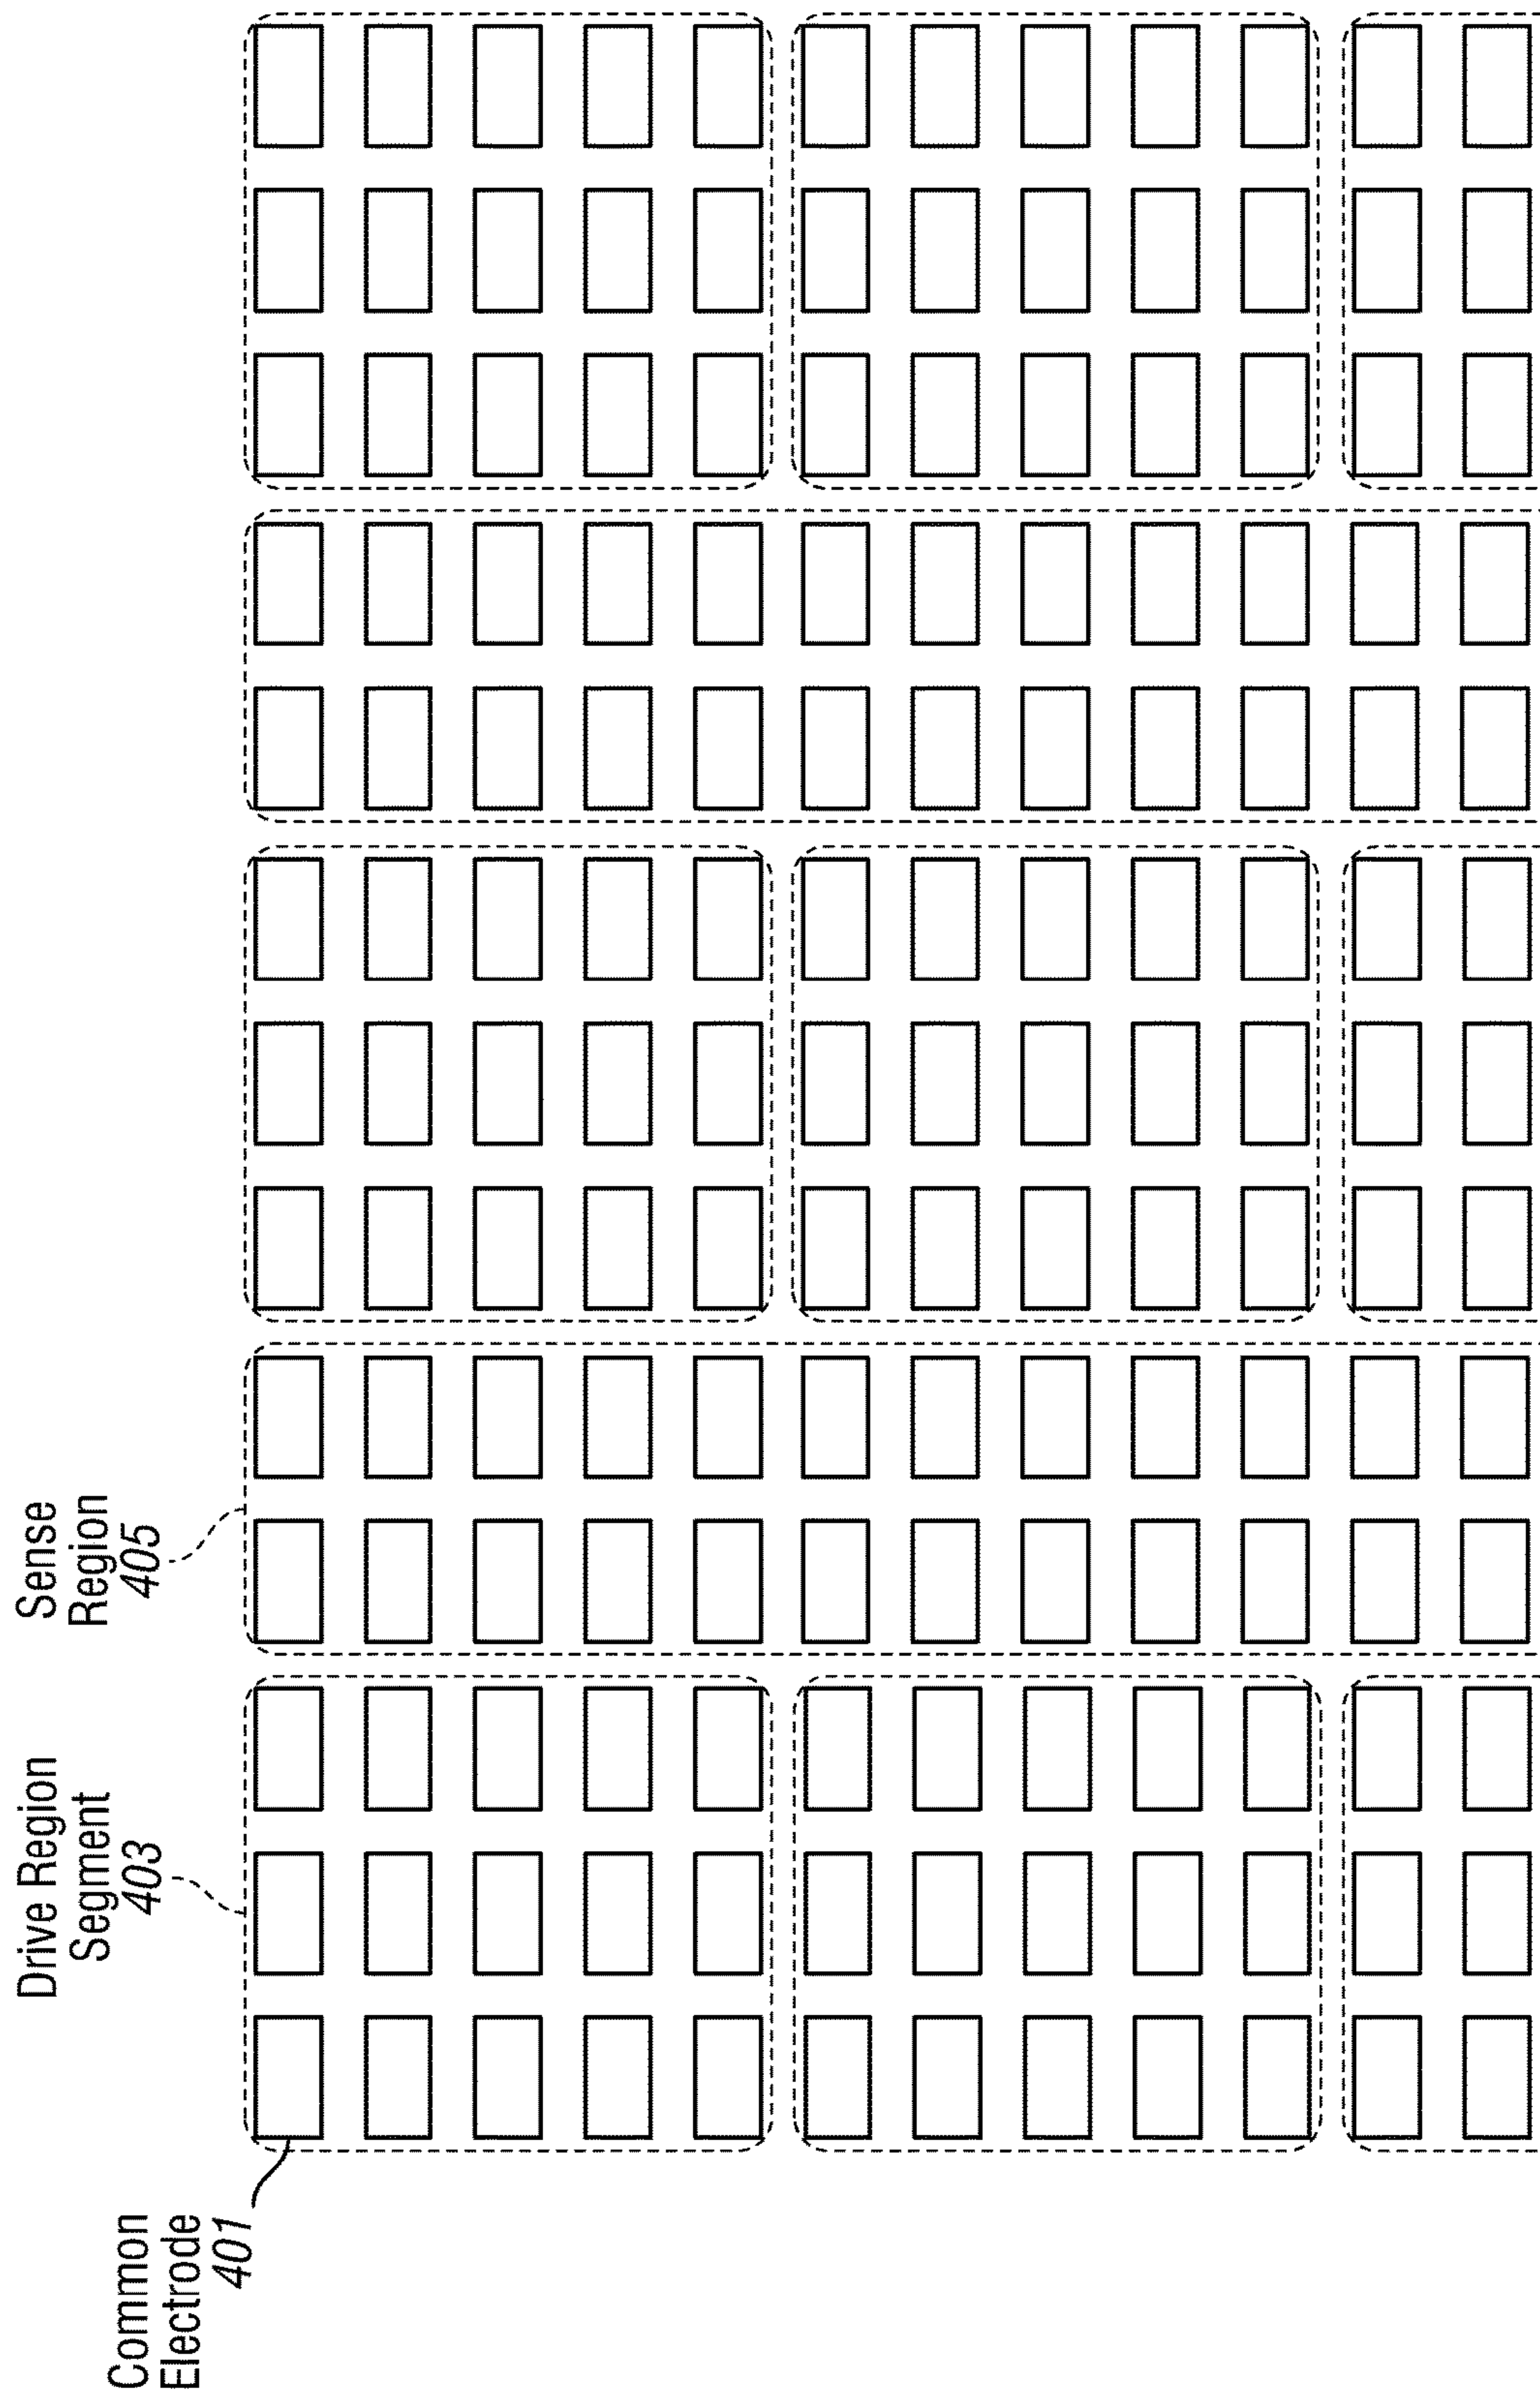 Common
Electrode
401
Drive Region
Segment
403
Sense
Region
405